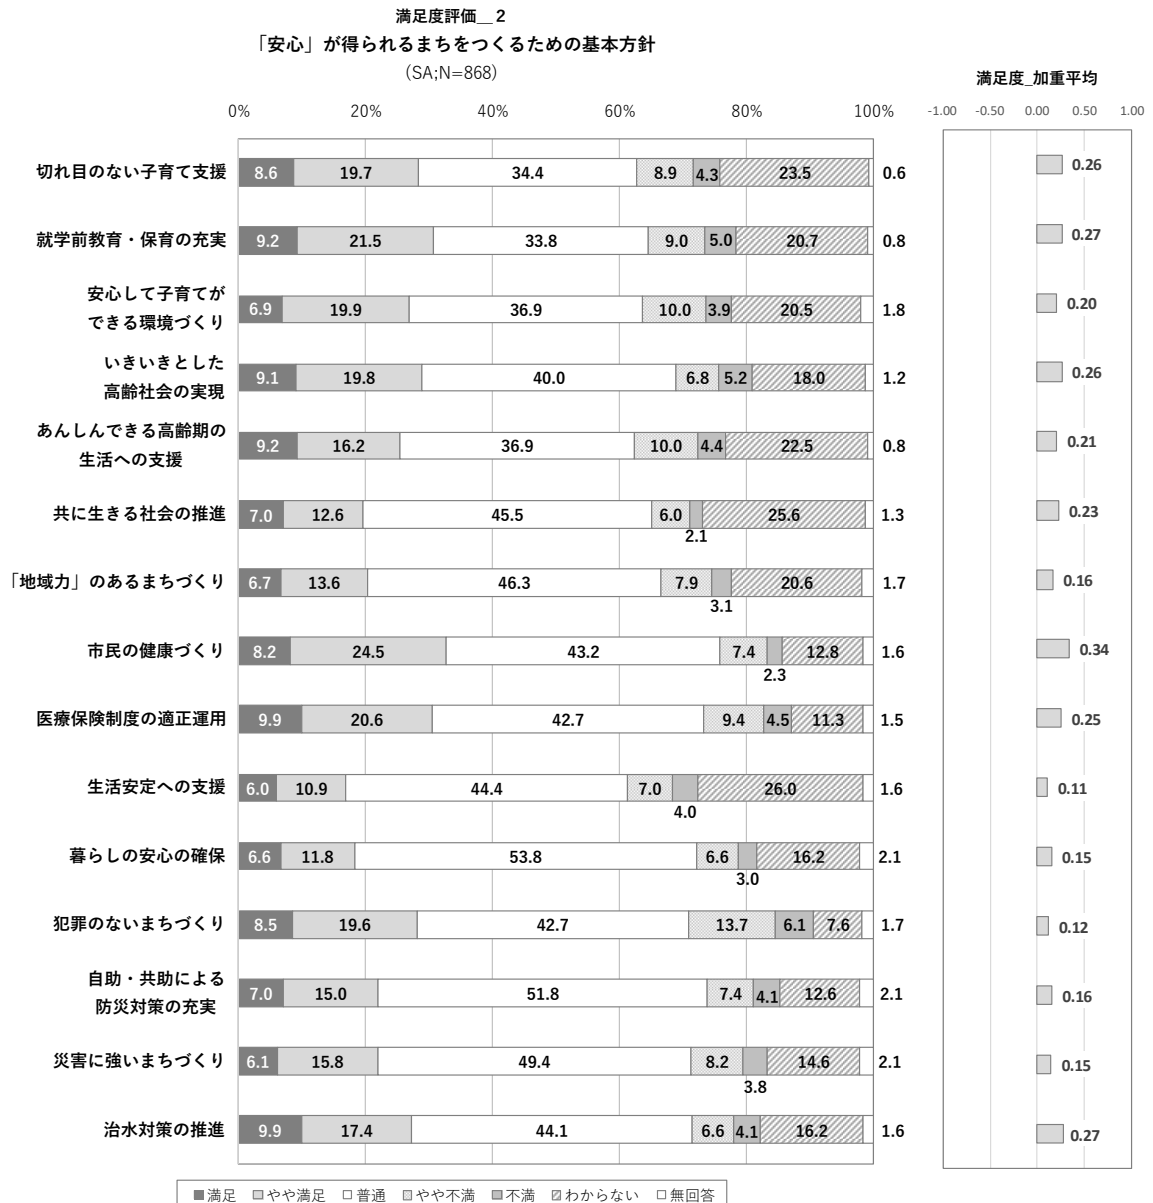 満足度評価__2
「安心」が得られるまちをつくるための基本方針
(SA;N=868)
満足度_加重平均
0% 20% 40% 60% 80% 100%
-1.00 -0.50 0.00 0.50 1.00
切れ目のない子育て支援 8.6 19.7 34.4 8.9 4.3 23.5 0.6 0.26
就学前教育・保育の充実 9.2 21.5 33.8 9.0 5.0 20.7 0.8 0.27
安心して子育てが
できる環境づくり 6.9 19.9 36.9 10.0 3.9 20.5 1.8 0.20
いきいきとした
高齢社会の実現 9.1 19.8 40.0 6.8 5.2 18.0 1.2 0.26
あんしんできる高齢期の
生活への支援 9.2 16.2 36.9 10.0 4.4 22.5 0.8 0.21
共に生きる社会の推進 7.0 12.6 45.5 6.0 2.1 25.6 1.3 0.23
「地域力」のあるまちづくり 6.7 13.6 46.3 7.9 3.1 20.6 1.7 0.16
市民の健康づくり 8.2 24.5 43.2 7.4 2.3 12.8 1.6 0.34
医療保険制度の適正運用 9.9 20.6 42.7 9.4 4.5 11.3 1.5 0.25
生活安定への支援 6.0 10.9 44.4 7.0 4.0 26.0 1.6 0.11
暮らしの安心の確保 6.6 11.8 53.8 6.6 3.0 16.2 2.1 0.15
犯罪のないまちづくり 8.5 19.6 42.7 13.7 6.1 7.6 1.7 0.12
自助・共助による
防災対策の充実 7.0 15.0 51.8 7.4 4.1 12.6 2.1 0.16
災害に強いまちづくり 6.1 15.8 49.4 8.2 3.8 14.6 2.1 0.15
治水対策の推進 9.9 17.4 44.1 6.6 4.1 16.2 1.6 0.27
満足 やや満足 普通 やや不満 不満 わからない 無回答